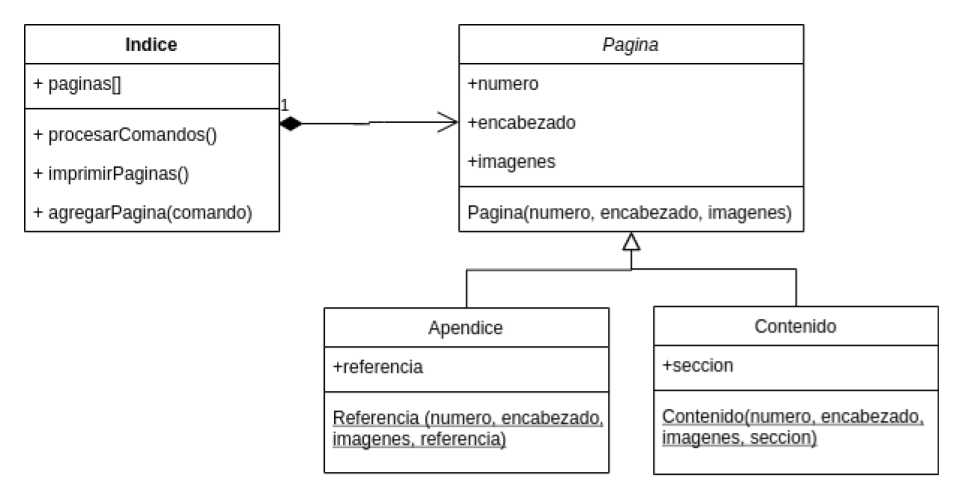 Indice
+ paginas[]
+ procesarComandos()
+ imprimirPaginas()
+ agregarPagina(comando)
1
Pagina
+numero
+encabezado
+imagenes
Pagina(numero, encabezado, imagenes)
Apendice
+referencia
Referencia (numero, encabezado,
imagenes, referencia)
Contenido
+seccion
Contenido(numero, encabezado,
imagenes, seccion)